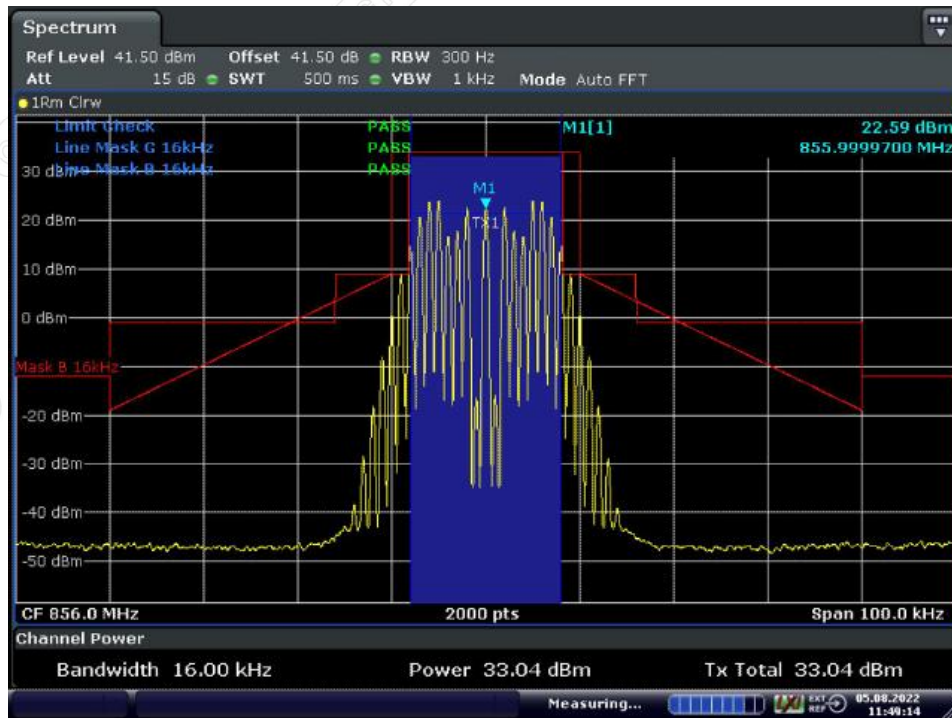 Spectrum
Ref Level 41.50 dBm Offset 41.50 dB RBW 300 Hz
Att 15 dB SWT 500 ms VBW 1 kHz Mode Auto FFT
1Rm Clrw
Limit Check PASS M1[1] 22.59 dBm
Line Mask G 16kHz PASS 855.9999700 MHz
30 dBm Line Mask B 16kHz PASS
M1
20 dBm
TX1
10 dBm
0 dBm
Mask B 16kHz
-20 dBm
-30 dBm
-40 dBm
-50 dBm
CF 856.0 MHz 2000 pts Span 100.0 kHz
Channel Power
Bandwidth 16.00 kHz Power 33.04 dBm Tx Total 33.04 dBm
Measuring... EXT REF 05.08.2022
11:49:14